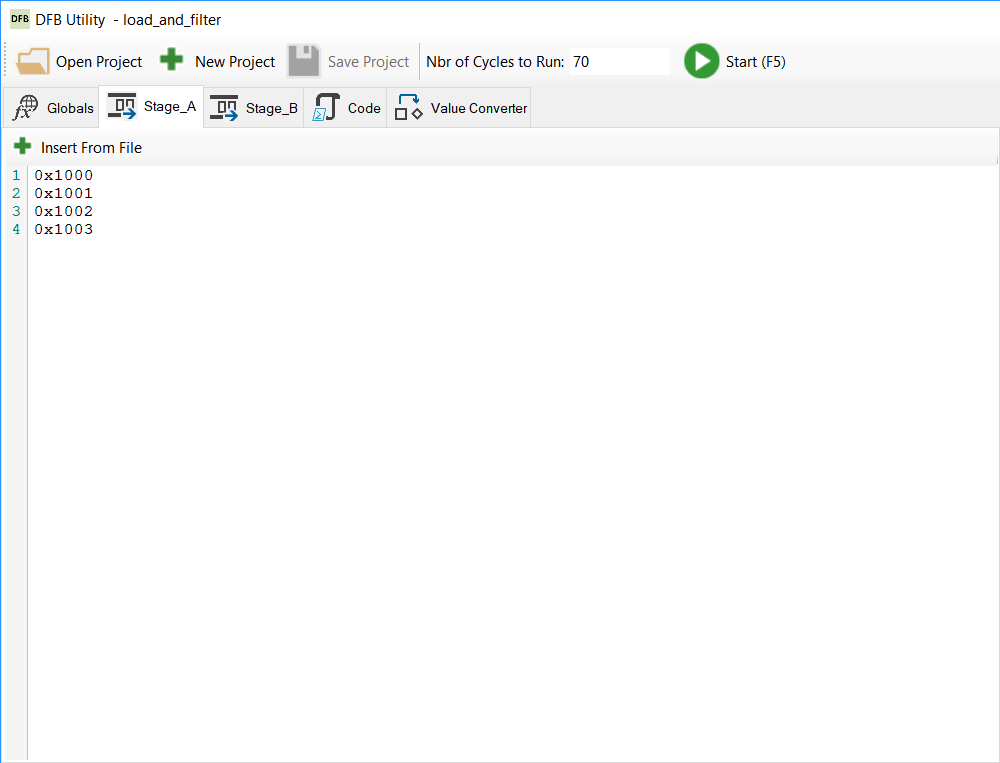 DFB DFB Utility - load_and_filter
Open Project New Project Save Project Nbr of Cycles to Run: 70 Start (F5)
Globals Stage_A Stage_B Code Value Converter
Insert From File
1 0x1000
2 0x1001
3 0x1002
4 0x1003